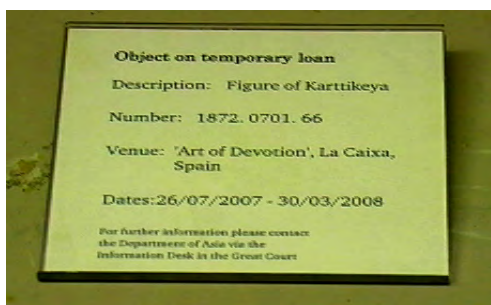 Object on temporary loan
Description: Figure of Karttikeya
Number: 1872. 0701. 66
Venue: 'Art of Devotion', La Caixa,
Spain
Dates:26/07/2007 - 30/03/2008
For further information please contact
the Department of Asia via the
Information Desk in the Great Court